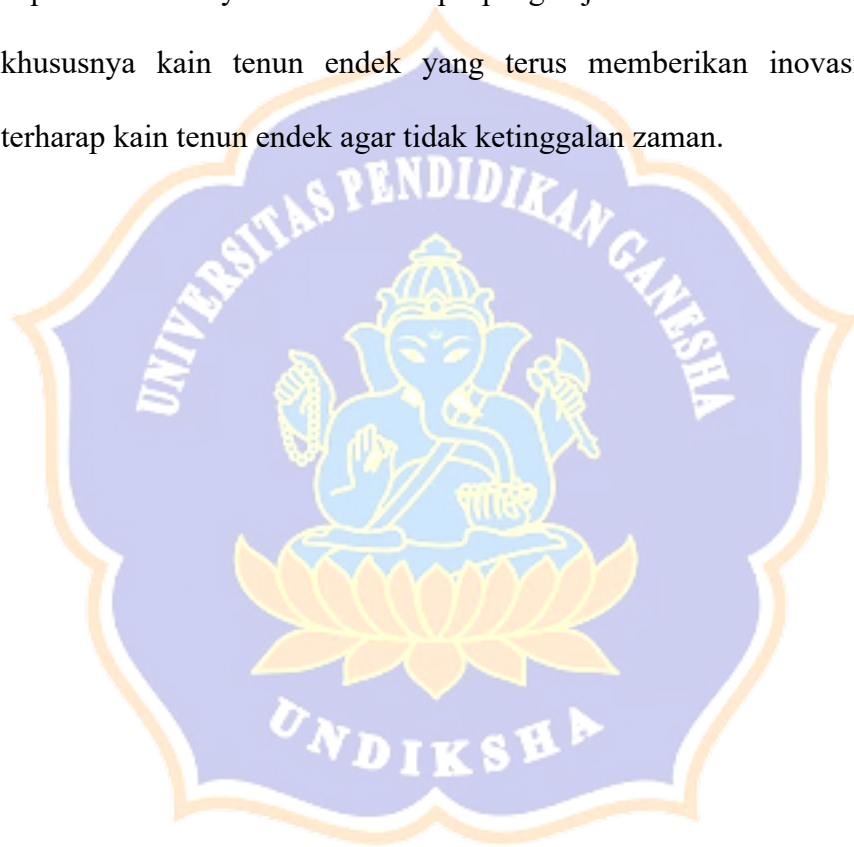 khususnya kain tenun endek yang terus memberikan inovasi
terharap kain tenun endek agar tidak ketinggalan zaman.
UNIVERSITAS PENDIDIKAN GANESHA
UNDIKSHA